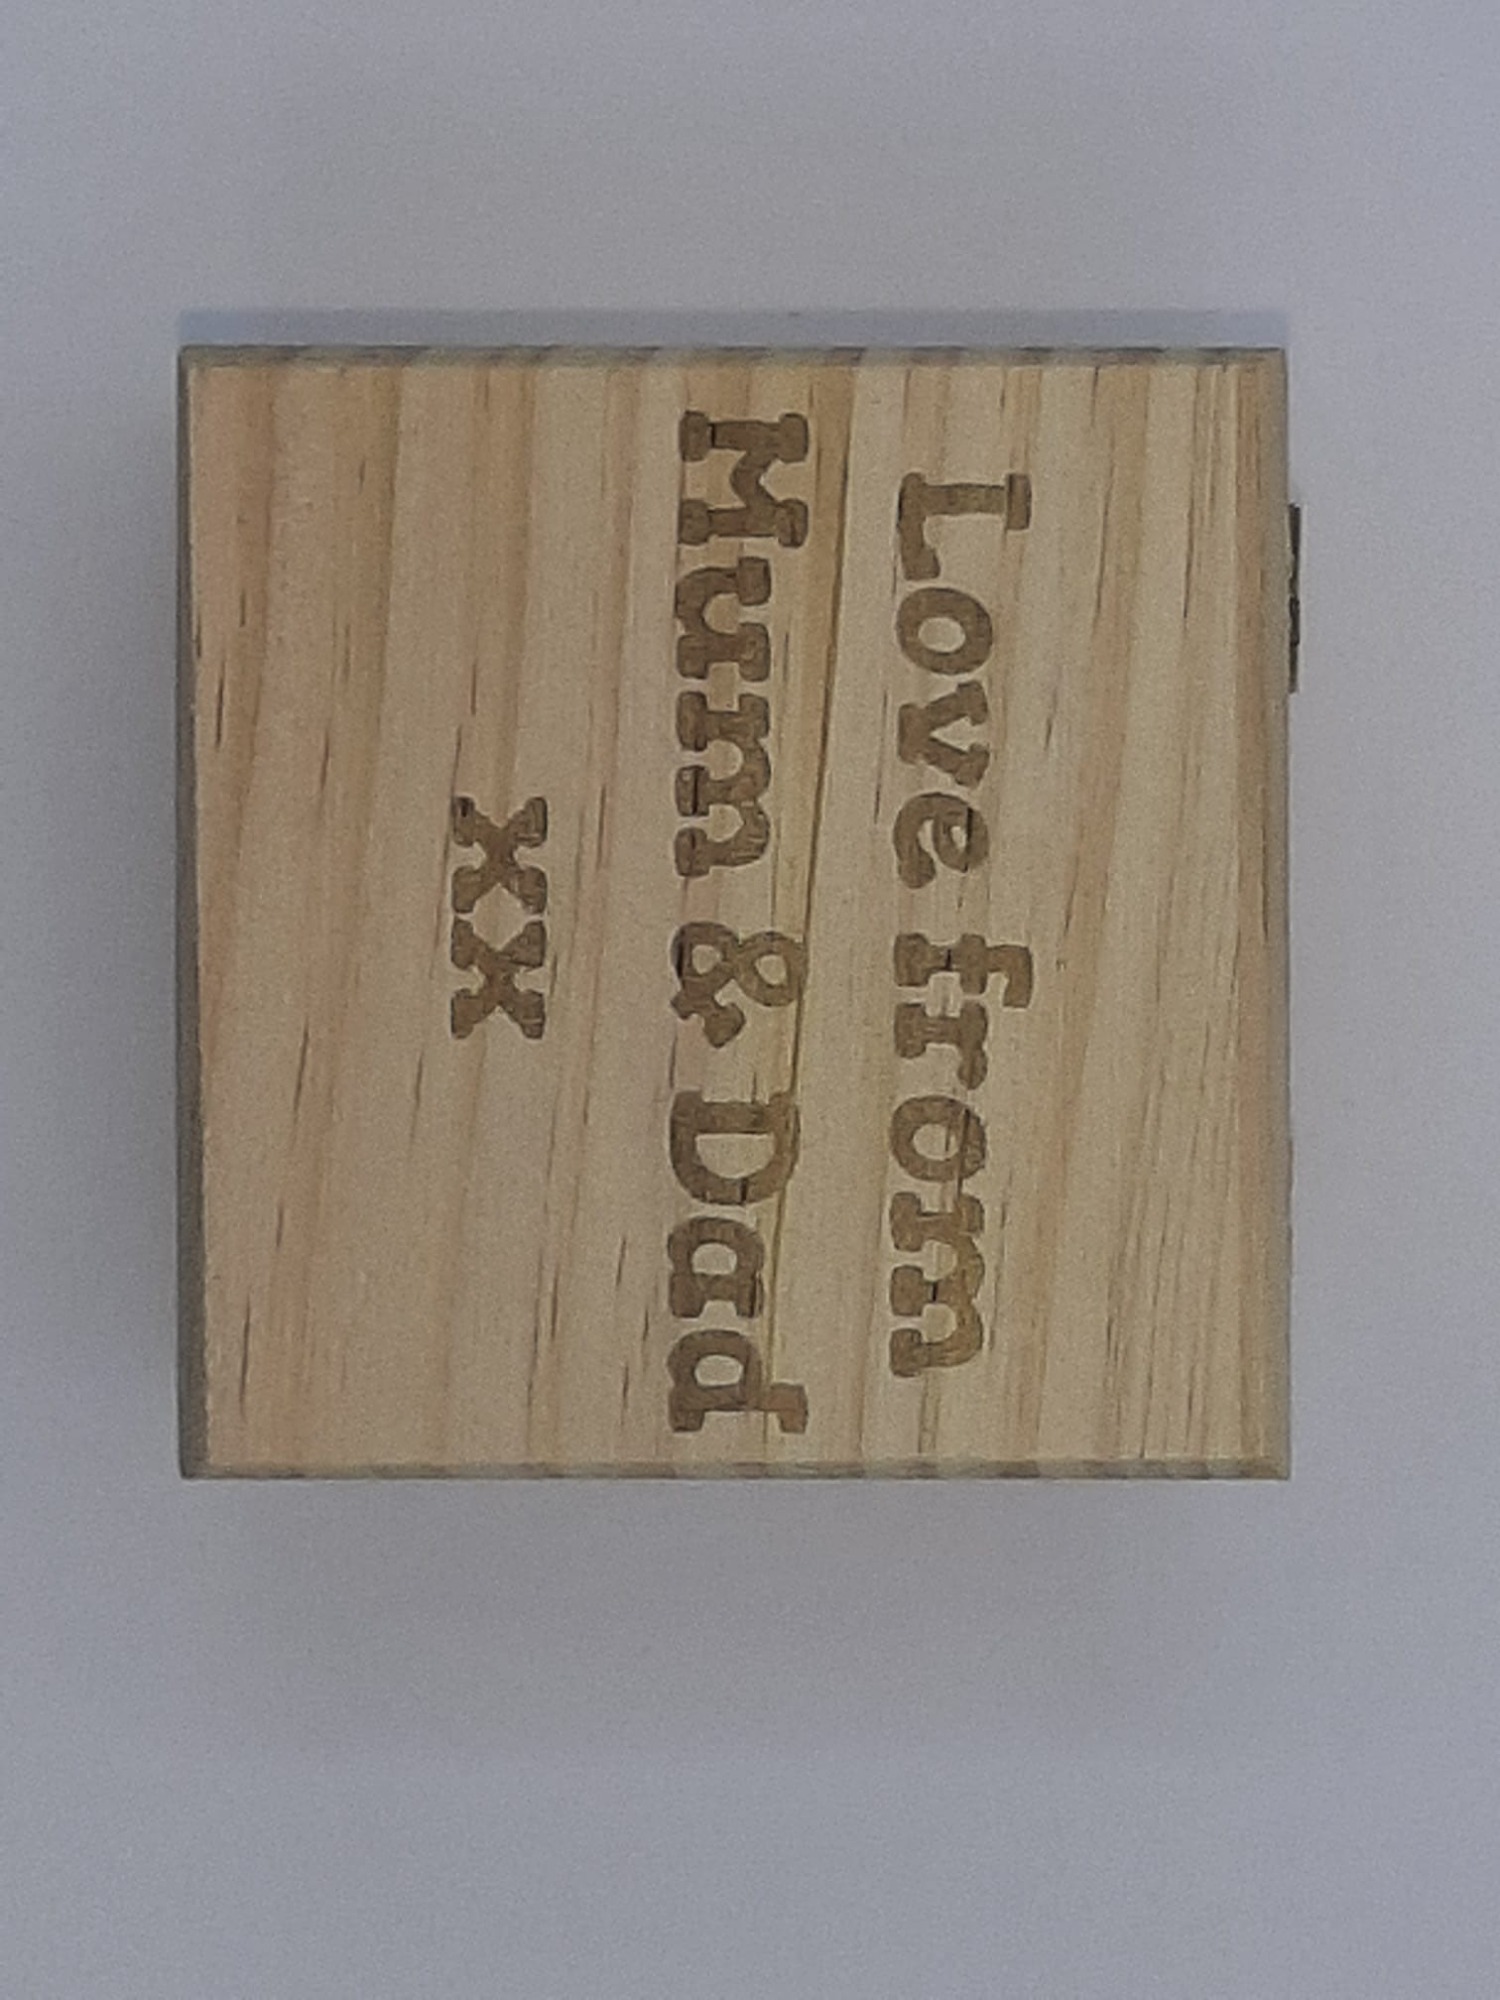 Love from
Mum & Dad
xx